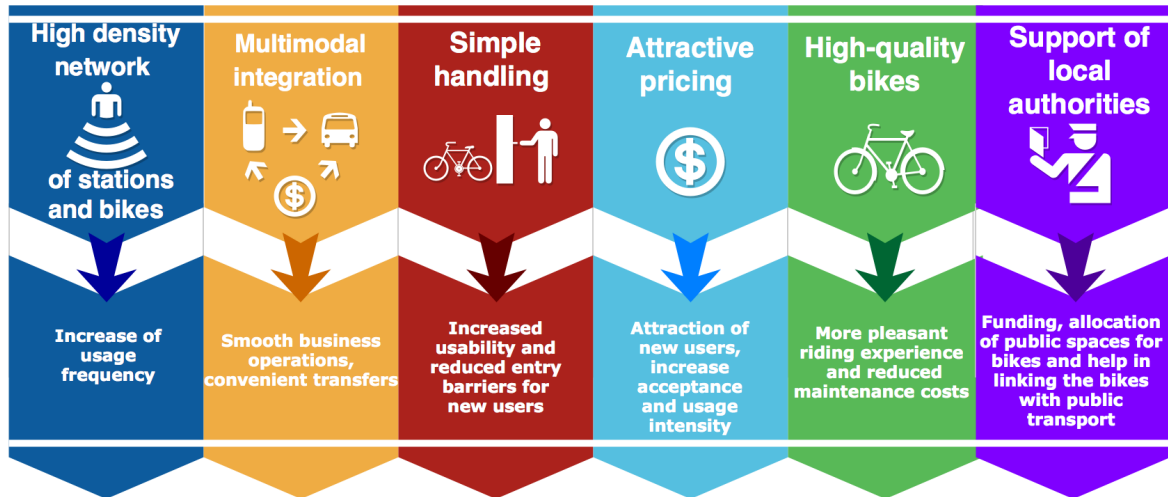 High density
network
of stations
and bikes
Multimodal
integration
$
Simple
handling
Attractive
pricing
$
High-quality
bikes
Support of
local
authorities
Increase of
usage
frequency
Smooth business
operations,
convenient transfers
Increased
usability and
reduced entry
barriers for
new users
Attraction of
new users,
increase
acceptance
and usage
intensity
More pleasant
riding experience
and reduced
maintenance costs
Funding, allocation
of public spaces for
bikes and help in
linking the bikes
with public
transport